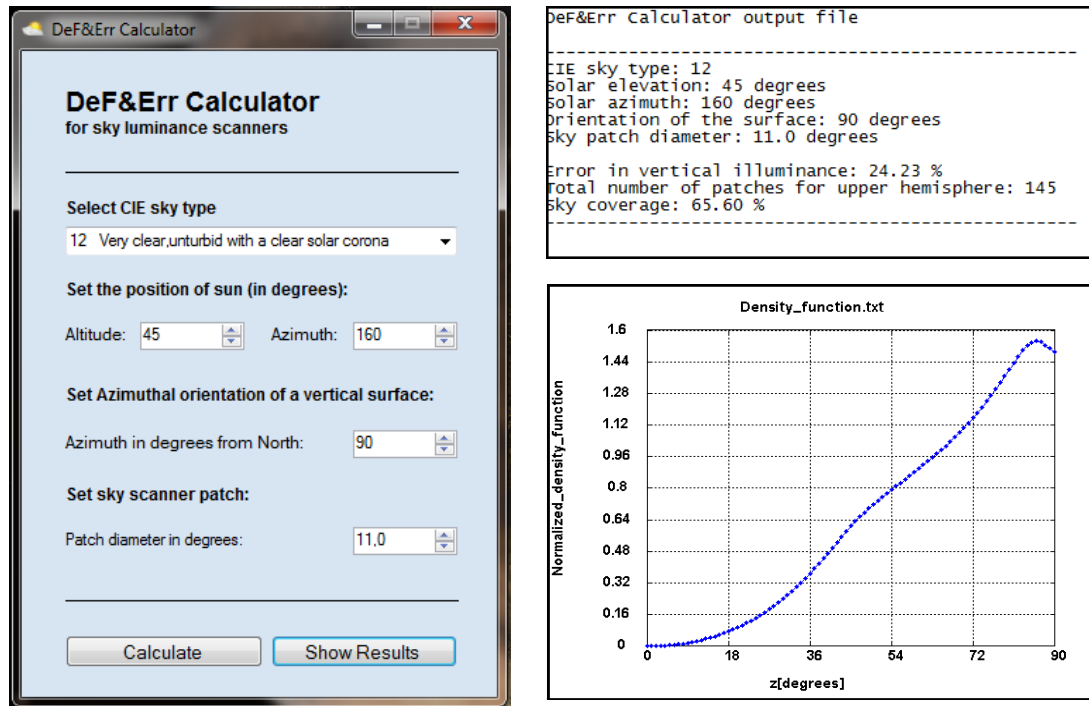 DeF&Err Calculator
DeF&Err Calculator
for sky luminance scanners
Select CIE sky type
12 Very clear,unturbid with a clear solar corona
Set the position of sun (in degrees):
Altitude: 45 Azimuth: 160
Set Azimuthal orientation of a vertical surface:
Azimuth in degrees from North: 90
Set sky scanner patch:
Patch diameter in degrees: 11,0
Calculate Show Results
DeF&Err Calculator output file
--------------------------------------------------
CIE sky type: 12
Solar elevation: 45 degrees
Solar azimuth: 160 degrees
Orientation of the surface: 90 degrees
Sky patch diameter: 11.0 degrees
Error in vertical illuminance: 24.23 %
Total number of patches for upper hemisphere: 145
Sky coverage: 65.60 %
--------------------------------------------------
Density_function.txt
Normalized_density_function
1.6
1.44
1.28
1.12
0.96
0.8
0.64
0.48
0.32
0.16
0
0 18 36 54 72 90
z[degrees]